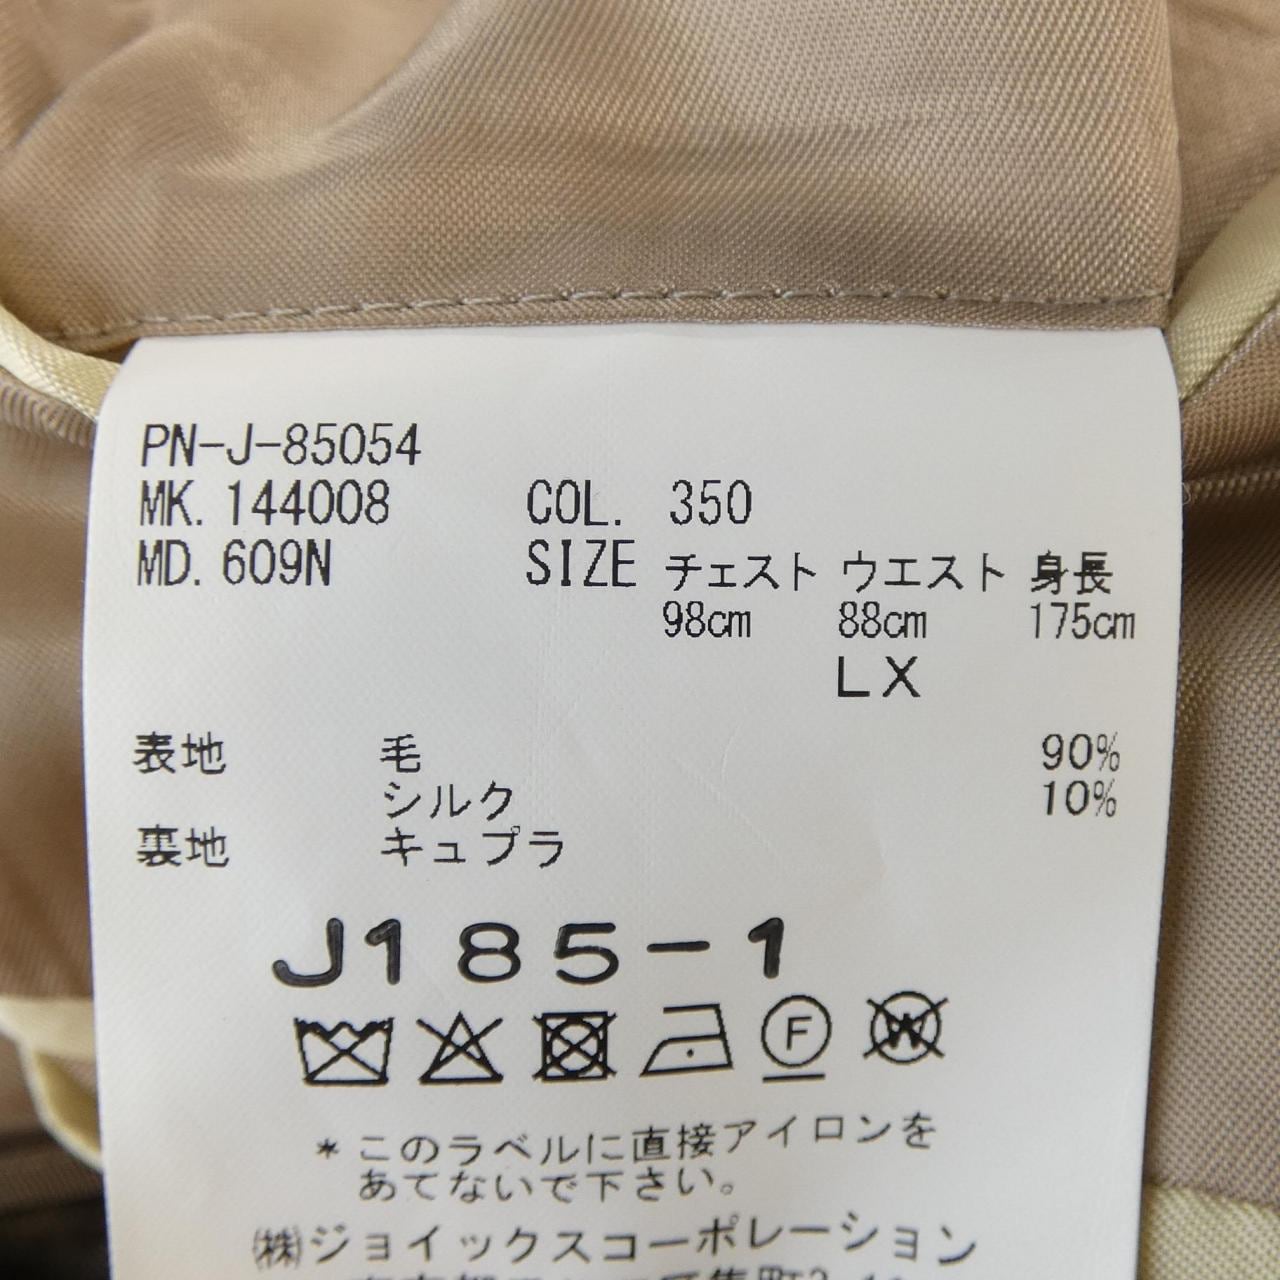 PN-J-85054
MK. 144008 COL. 350
MD. 609N SIZE チェスト ウエスト 身長
98cm 88cm 175cm
LX
表地 毛 90%
シルク 10%
裏地 キュプラ
J185-1
F W
*このラベルに直接アイロンを
あてないで下さい。
㈱ジョイックスコーポレーション